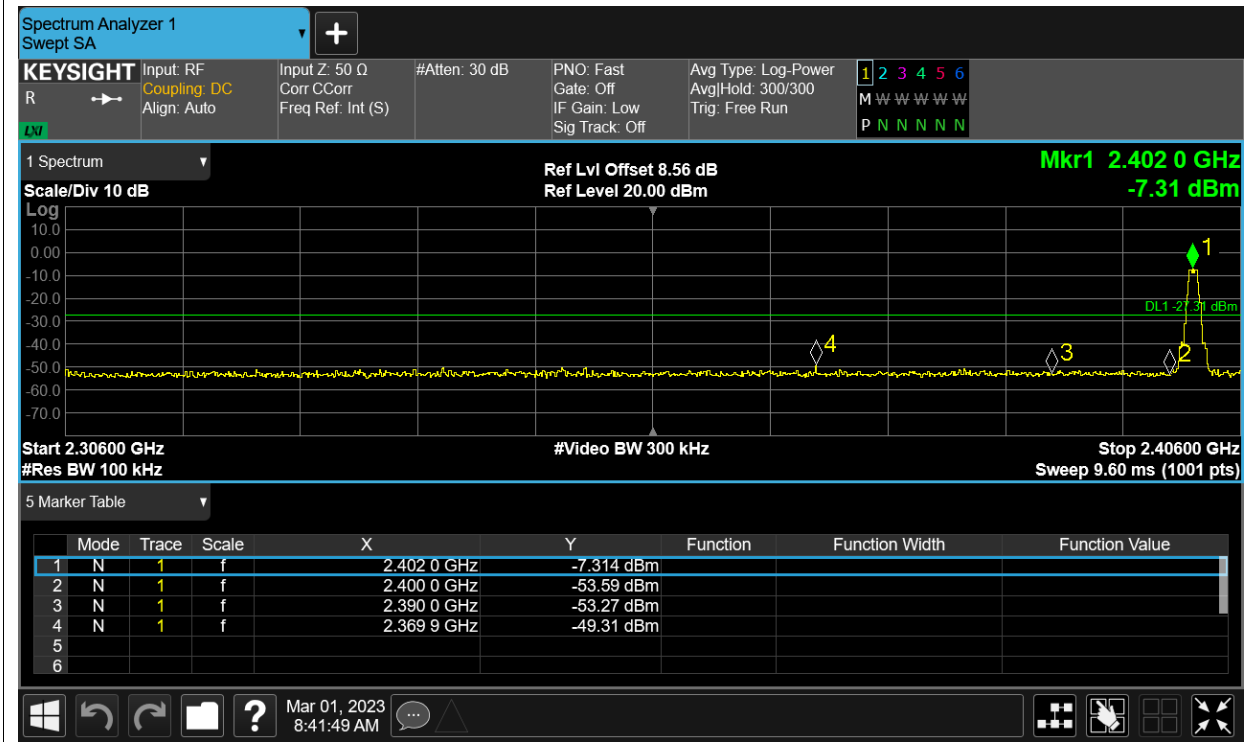 Spectrum Analyzer 1
Swept SA
KEYSIGHT
R
LXI
Input: RF
Coupling: DC
Align: Auto
Input Z: 50 Ω
Corr CCorr
Freq Ref: Int (S)
#Atten: 30 dB
PNO: Fast
Gate: Off
IF Gain: Low
Sig Track: Off
Avg Type: Log-Power
Avg|Hold: 300/300
Trig: Free Run
1 2 3 4 5 6
M W W W W W
P N N N N N
1 Spectrum
Scale/Div 10 dB
Ref Lvl Offset 8.56 dB
Ref Level 20.00 dBm
Mkr1 2.402 0 GHz
-7.31 dBm
Log
10.0
0.00
-10.0
-20.0
-30.0
-40.0
-50.0
-60.0
-70.0
1
DL1 -27.31 dBm
4
3
2
Start 2.30600 GHz
#Video BW 300 kHz
Stop 2.40600 GHz
#Res BW 100 kHz
Sweep 9.60 ms (1001 pts)
5 Marker Table
Mode Trace Scale X Y Function Function Width Function Value
1 N 1 f 2.402 0 GHz -7.314 dBm
2 N 1 f 2.400 0 GHz -53.59 dBm
3 N 1 f 2.390 0 GHz -53.27 dBm
4 N 1 f 2.369 9 GHz -49.31 dBm
5
6
?
Mar 01, 2023
8:41:49 AM